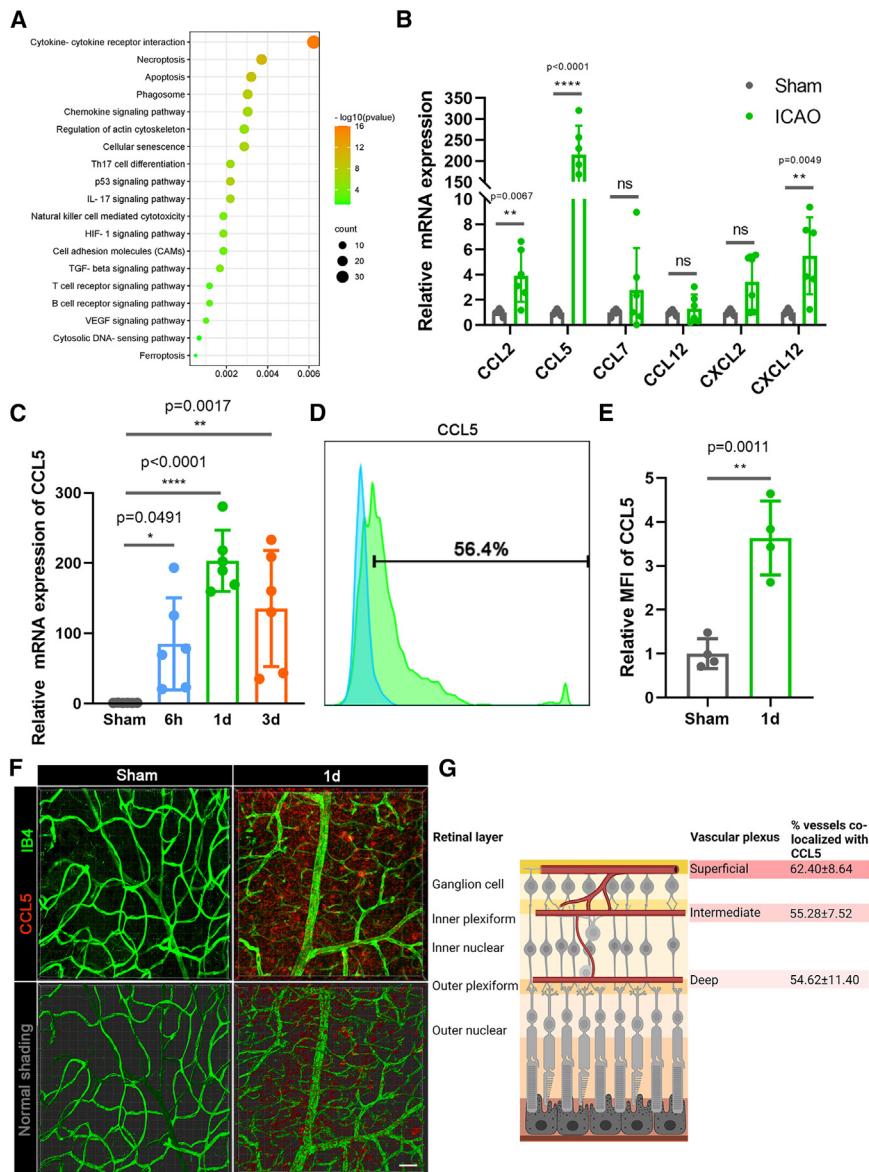 A
Cytokine- cytokine receptor interaction
Necroptosis
Apoptosis
Phagosome
Chemokine signaling pathway
Regulation of actin cytoskeleton
Cellular senescence
Th17 cell differentiation
p53 signaling pathway
IL- 17 signaling pathway
Natural killer cell mediated cytotoxicity
HIF- 1 signaling pathway
Cell adhesion molecules (CAMs)
TGF- beta signaling pathway
T cell receptor signaling pathway
B cell receptor signaling pathway
VEGF signaling pathway
Cytosolic DNA- sensing pathway
Ferroptosis
0.002 0.004 0.006
- log10(pvalue)
16
12
8
4
count
10
20
30
B
Relative mRNA expression
350
300
250
200
150
10
8
6
4
2
0
p=0.0067
**
p<0.0001
****
ns
ns
ns
p=0.0049
**
Sham
ICAO
CCL2 CCL5 CCL7 CCL12 CXCL2 CXCL12
C
Relative mRNA expression of CCL5
300
200
100
0
p=0.0017
**
p<0.0001
****
p=0.0491
*
Sham 6h 1d 3d
D
CCL5
56.4%
E
Relative MFI of CCL5
5
4
3
2
1
0
p=0.0011
**
Sham 1d
F
Sham 1d
CCL5 IB4
Normal shading
G
Retinal layer
Ganglion cell
Inner plexiform
Inner nuclear
Outer plexiform
Outer nuclear
Vascular plexus
% vessels co-
localized with
CCL5
Superficial 62.40±8.64
Intermediate 55.28±7.52
Deep 54.62±11.40